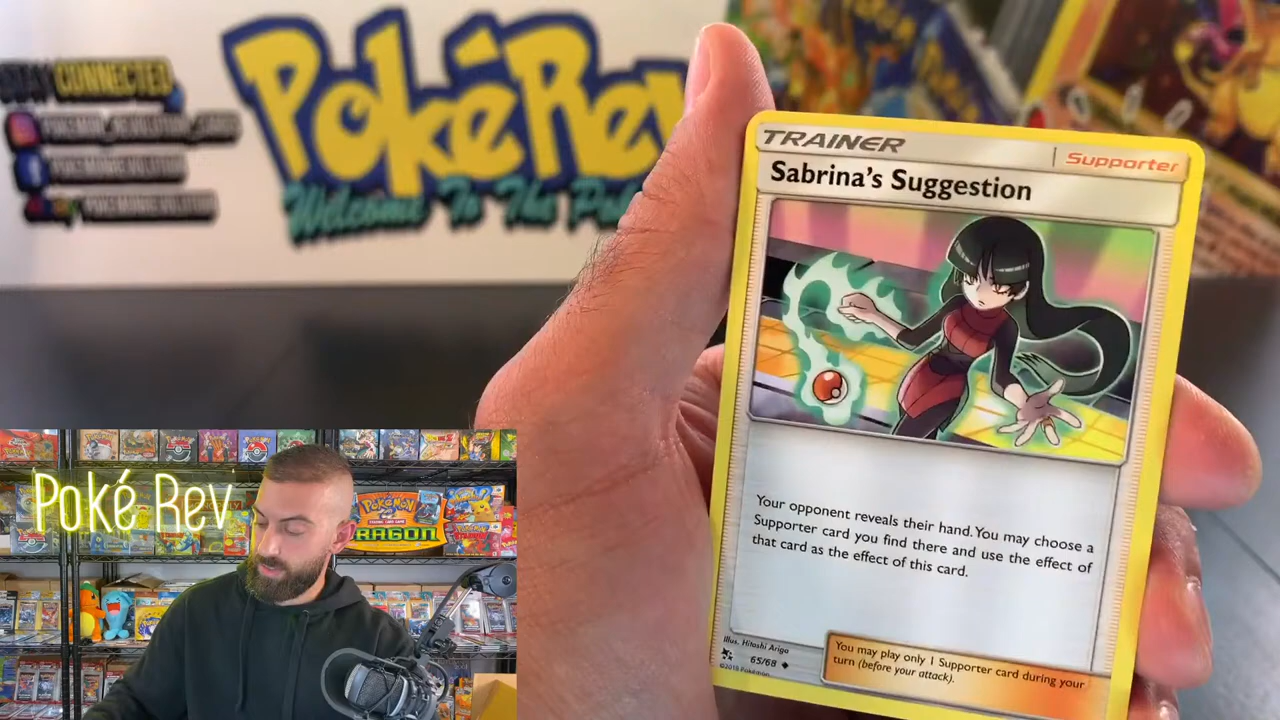 STAY CONNECTED
PokéRev
Welcome To The
TRAINER
Supporter
Sabrina's Suggestion
Your opponent reveals their hand. You may choose a
Supporter card you find there and use the effect of
that card as the effect of this card.
Illus. Hitoshi Ariga
65/68
©2018 Pokémon
You may play only 1 Supporter card during your
turn (before your attack).
Poké Rev
Pokémon
DRAGON